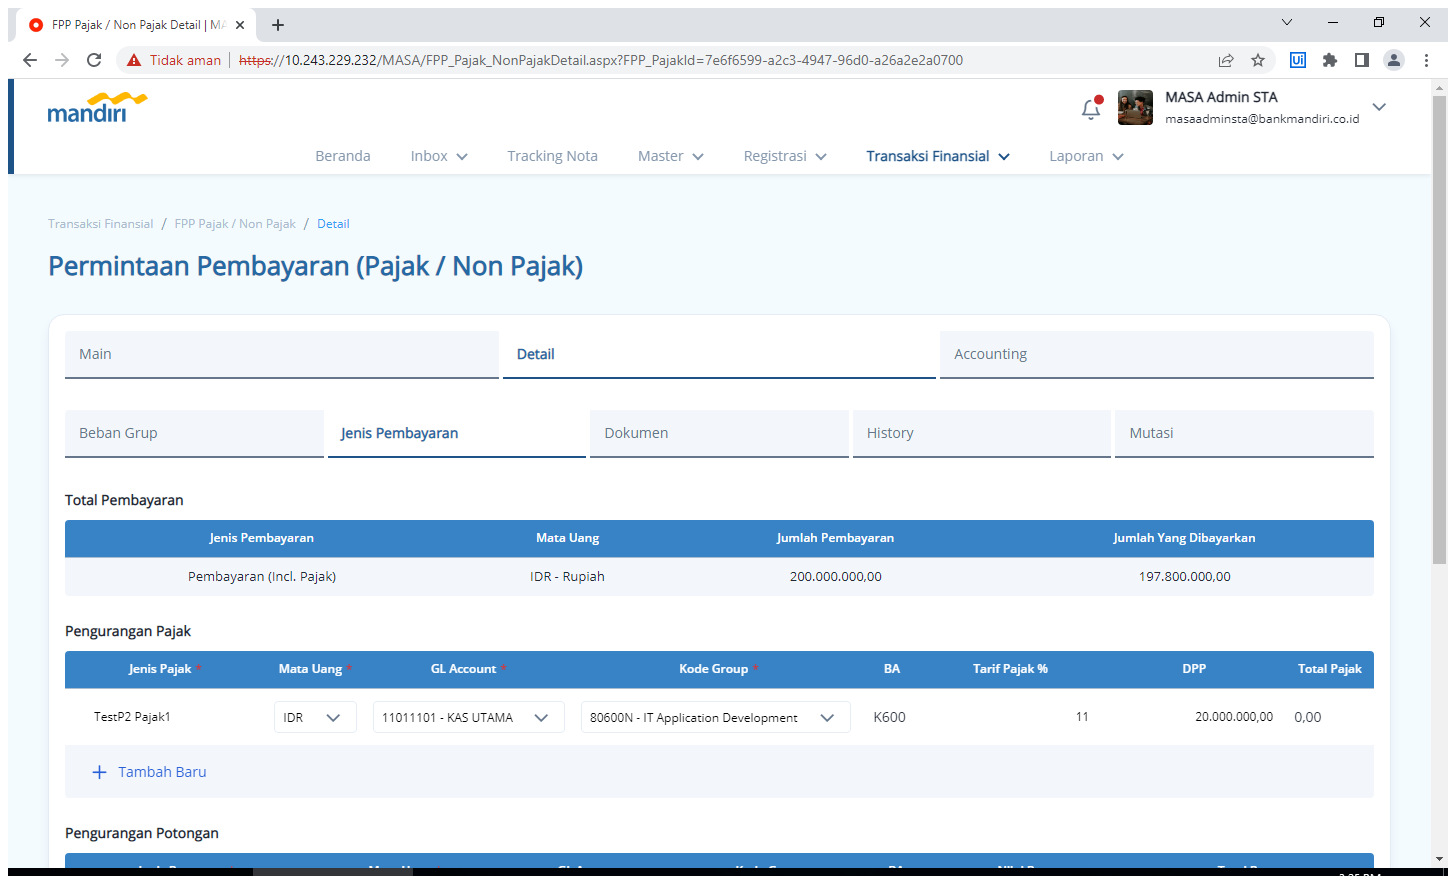 FPP Pajak / Non Pajak Detail | MA
Tidak aman https://10.243.229.232/MASA/FPP_Pajak_NonPajakDetail.aspx?FPP_PajakId=7e6f6599-a2c3-4947-96d0-a26a2e2a0700
Ui
mandiri
MASA Admin STA
masaadminsta@bankmandiri.co.id
Beranda Inbox Tracking Nota Master Registrasi Transaksi Finansial Laporan
Transaksi Finansial / FPP Pajak / Non Pajak / Detail
Permintaan Pembayaran (Pajak / Non Pajak)
Main Detail Accounting
Beban Grup Jenis Pembayaran Dokumen History Mutasi
Total Pembayaran
Jenis Pembayaran Mata Uang Jumlah Pembayaran Jumlah Yang Dibayarkan
Pembayaran (Incl. Pajak) IDR - Rupiah 200.000.000,00 197.800.000,00
Pengurangan Pajak
Jenis Pajak * Mata Uang * GL Account * Kode Group * BA Tarif Pajak % DPP Total Pajak
TestP2 Pajak1 IDR 11011101 - KAS UTAMA 80600N - IT Application Development K600 11 20.000.000,00 0,00
+ Tambah Baru
Pengurangan Potongan